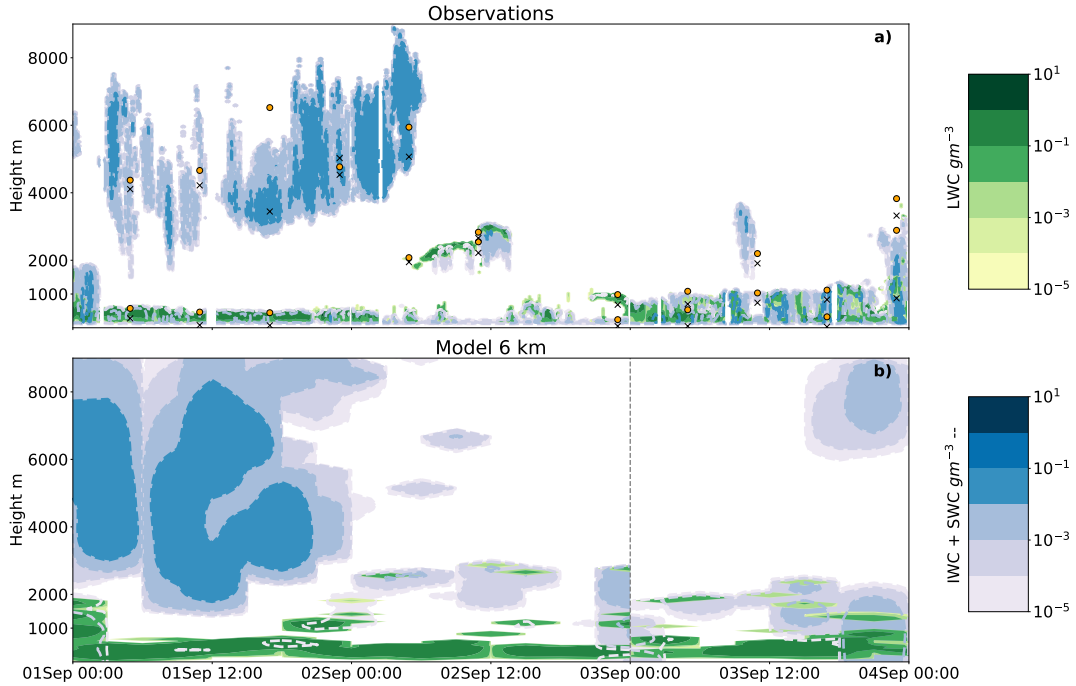 Observations
a)
Height m
8000
6000
4000
2000
1000
LWC gm⁻³
10¹
10⁻¹
10⁻³
10⁻⁵
Model 6 km
b)
Height m
8000
6000
4000
2000
1000
01Sep 00:00 01Sep 12:00 02Sep 00:00 02Sep 12:00 03Sep 00:00 03Sep 12:00 04Sep 00:00
IWC + SWC gm⁻³ --
10¹
10⁻¹
10⁻³
10⁻⁵